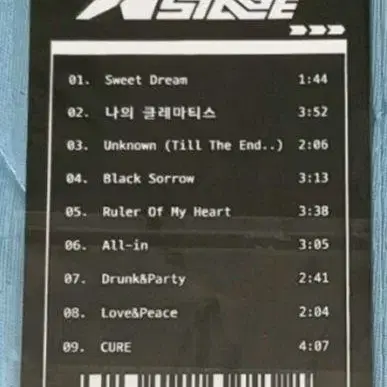 STAGE
01. Sweet Dream 1:44
02. 나의 클레마티스 3:52
03. Unknown (Till The End..) 2:06
04. Black Sorrow 3:13
05. Ruler Of My Heart 3:38
06. All-in 3:05
07. Drunk&Party 2:41
08. Love&Peace 2:04
09. CURE 4:07